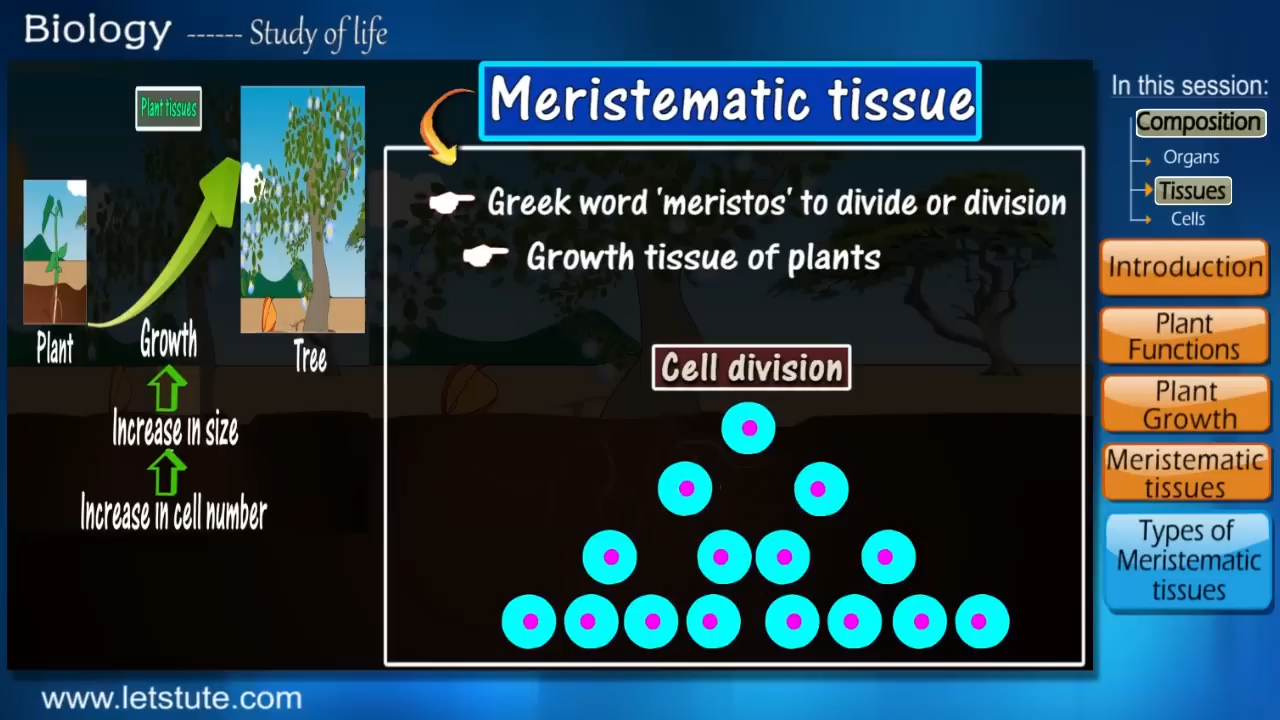 Biology ------ Study of life
Plant tissues
Plant
Growth
Tree
Increase in size
Increase in cell number
Meristematic tissue
Greek word 'meristos' to divide or division
Growth tissue of plants
Cell division
In this session:
Composition
Organs
Tissues
Cells
Introduction
Plant
Functions
Plant
Growth
Meristematic
tissues
Types of
Meristematic
tissues
www.letstute.com